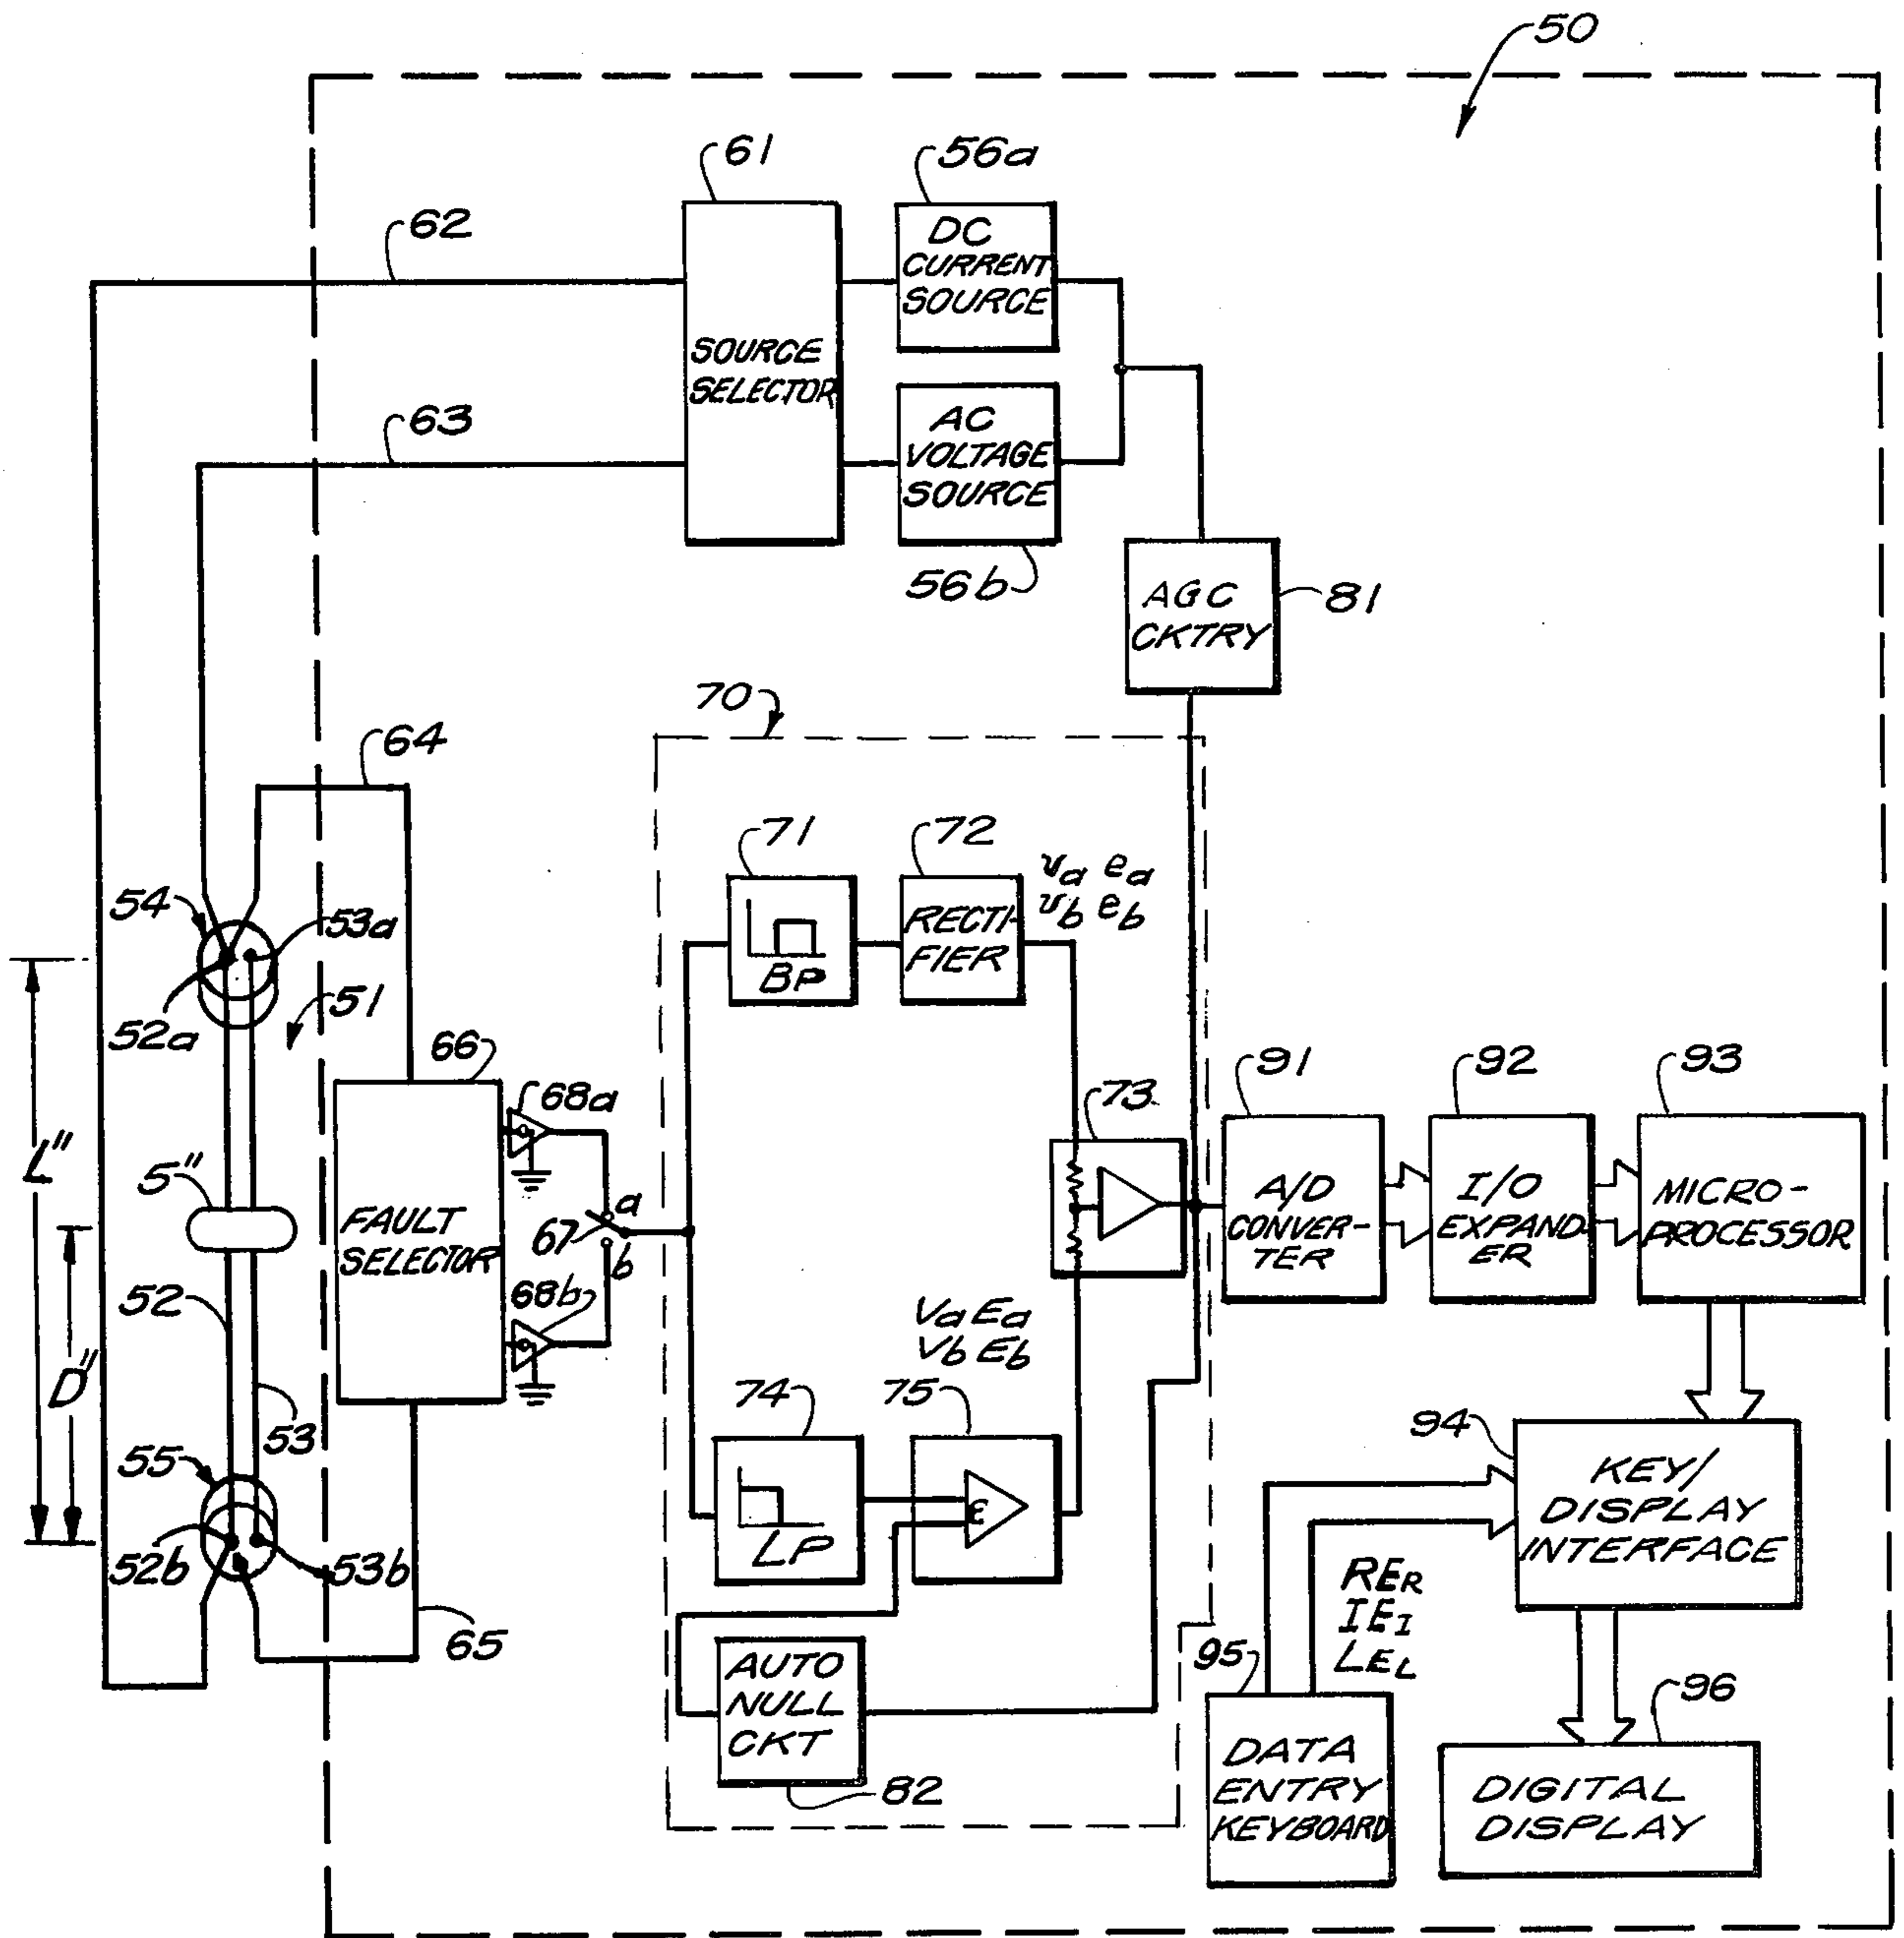 50
61
56a
62
DC
CURRENT
SOURCE
SOURCE
SELECTOR
63
AC
VOLTAGE
SOURCE
56b
AGC
CKTRY
81
70
64
71
72
va ea
vb eb
54
53a
BP
RECTI-
FIER
52a
51
66
68a
73
91
92
93
L"
5"
FAULT
SELECTOR
67
a
b
A/D
CONVER-
TER
I/O
EXPAND-
ER
MICRO-
PROCESSOR
52
68b
Va Ea
Vb Eb
D"
53
74
75
94
55
KEY/
DISPLAY
INTERFACE
LP
ε
52b
53b
RER
IEI
LEL
65
AUTO
NULL
CKT
95
96
82
DATA
ENTRY
KEYBOARD
DIGITAL
DISPLAY